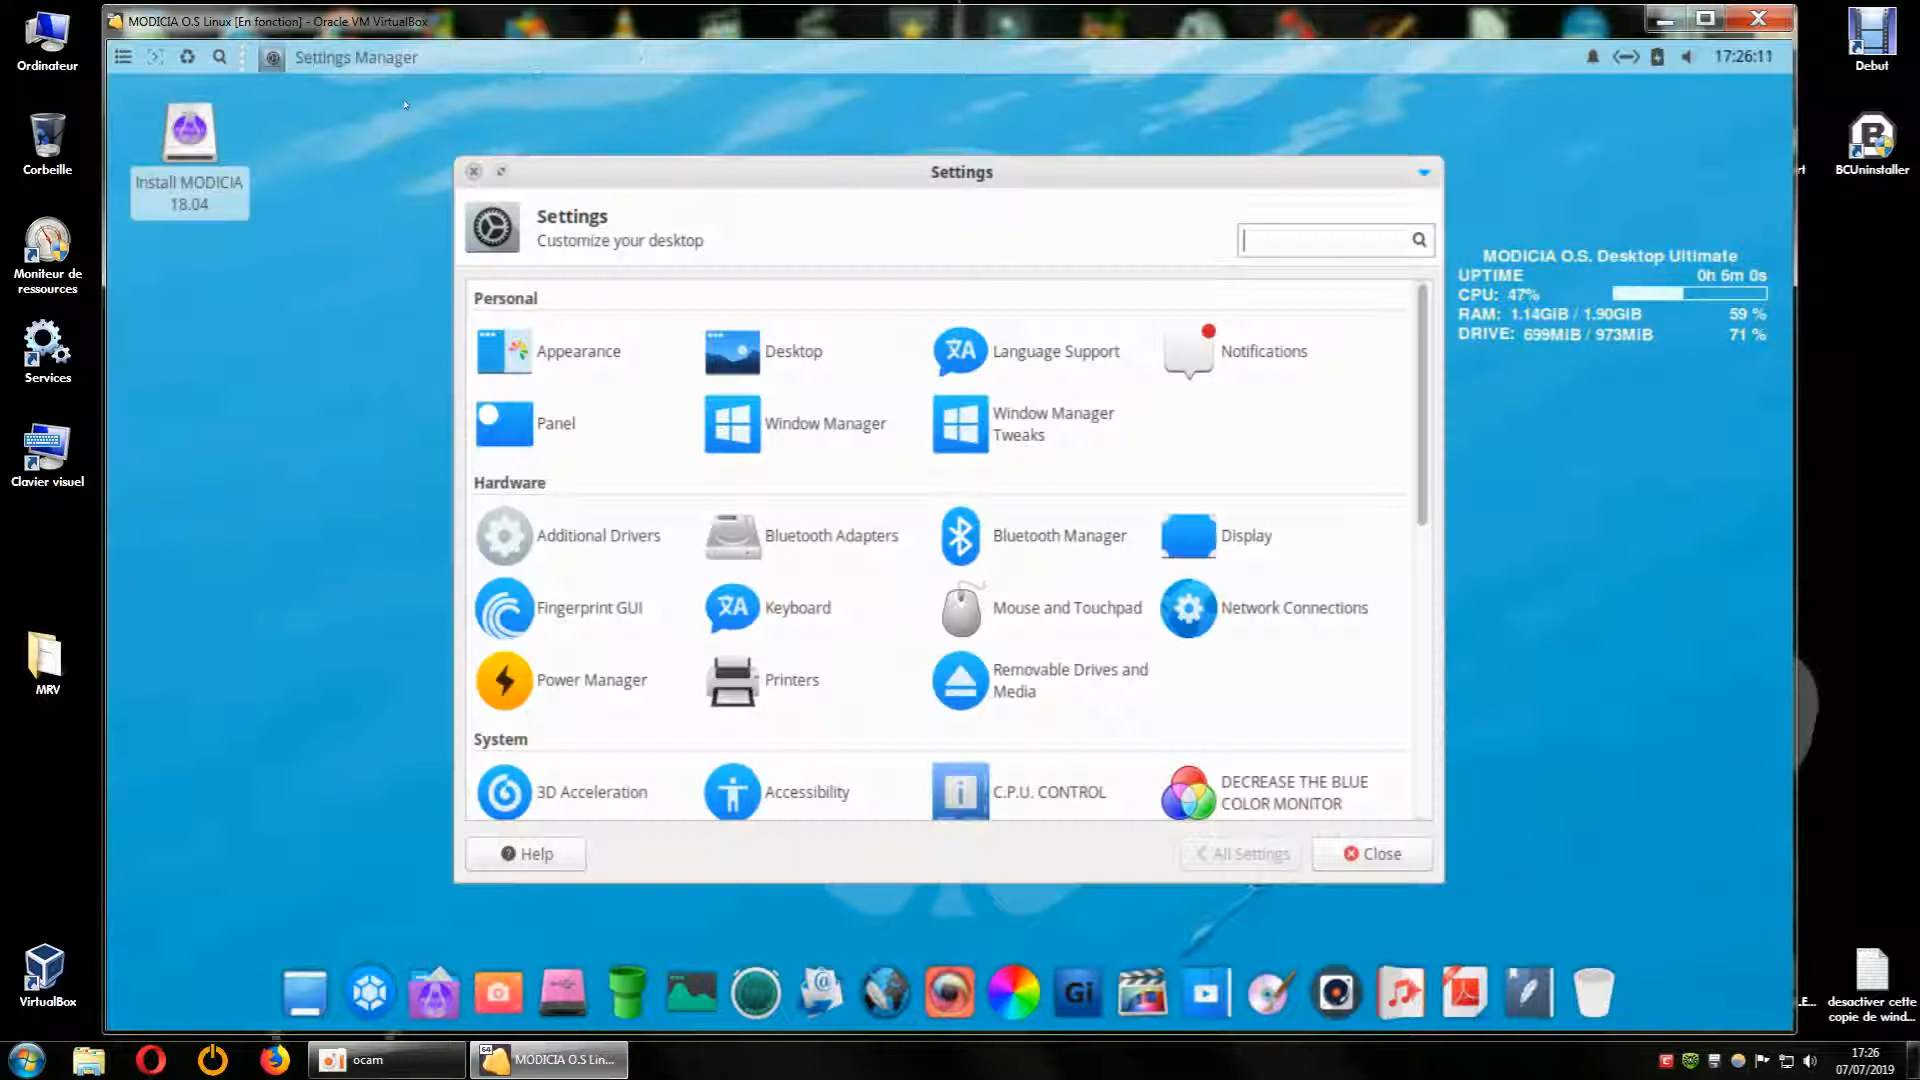 MODICIA O.S Linux [En fonction] - Oracle VM VirtualBox
Settings Manager
17:26:11
Ordinateur
Corbeille
Moniteur de
ressources
Services
Clavier visuel
MRV
VirtualBox
Debut
BCUninstaller
desactiver cette
copie de wind...
Install MODICIA
18.04
Settings
Settings
Customize your desktop
Personal
Appearance
Desktop
Language Support
Notifications
Panel
Window Manager
Window Manager
Tweaks
Hardware
Additional Drivers
Bluetooth Adapters
Bluetooth Manager
Display
Fingerprint GUI
Keyboard
Mouse and Touchpad
Network Connections
Power Manager
Printers
Removable Drives and
Media
System
3D Acceleration
Accessibility
C.P.U. CONTROL
DECREASE THE BLUE
COLOR MONITOR
Help
All Settings
Close
MODICIA O.S. Desktop Ultimate
UPTIME 0h 5m 0s
CPU: 47%
RAM: 1.14GiB / 1.90GiB 59 %
DRIVE: 699MiB / 973MiB 71 %
Gi
ocam
MODICIA O.S Lin...
17:26
07/07/2019